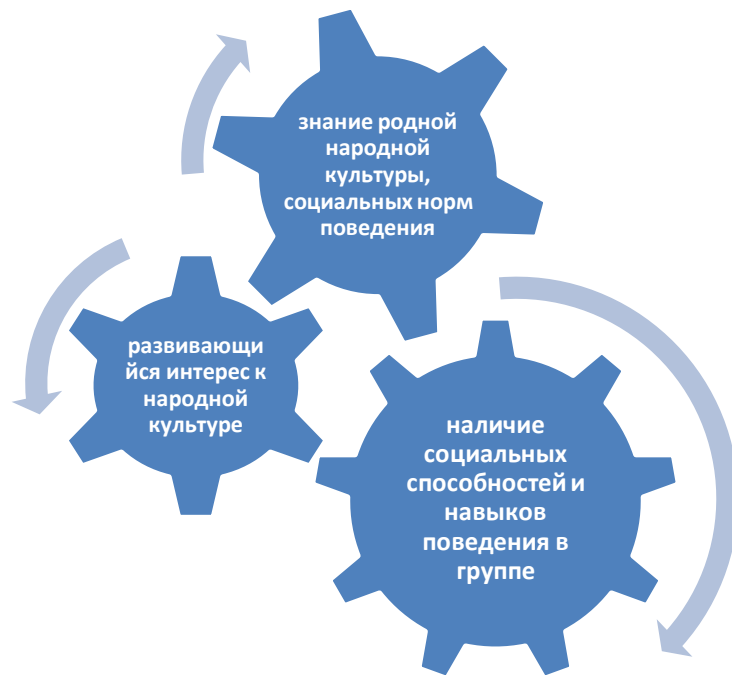 знание родной
народной
культуры,
социальных норм
поведения
развивающи
йся интерес к
народной
культуре
наличие
социальных
способностей и
навыков
поведения в
группе